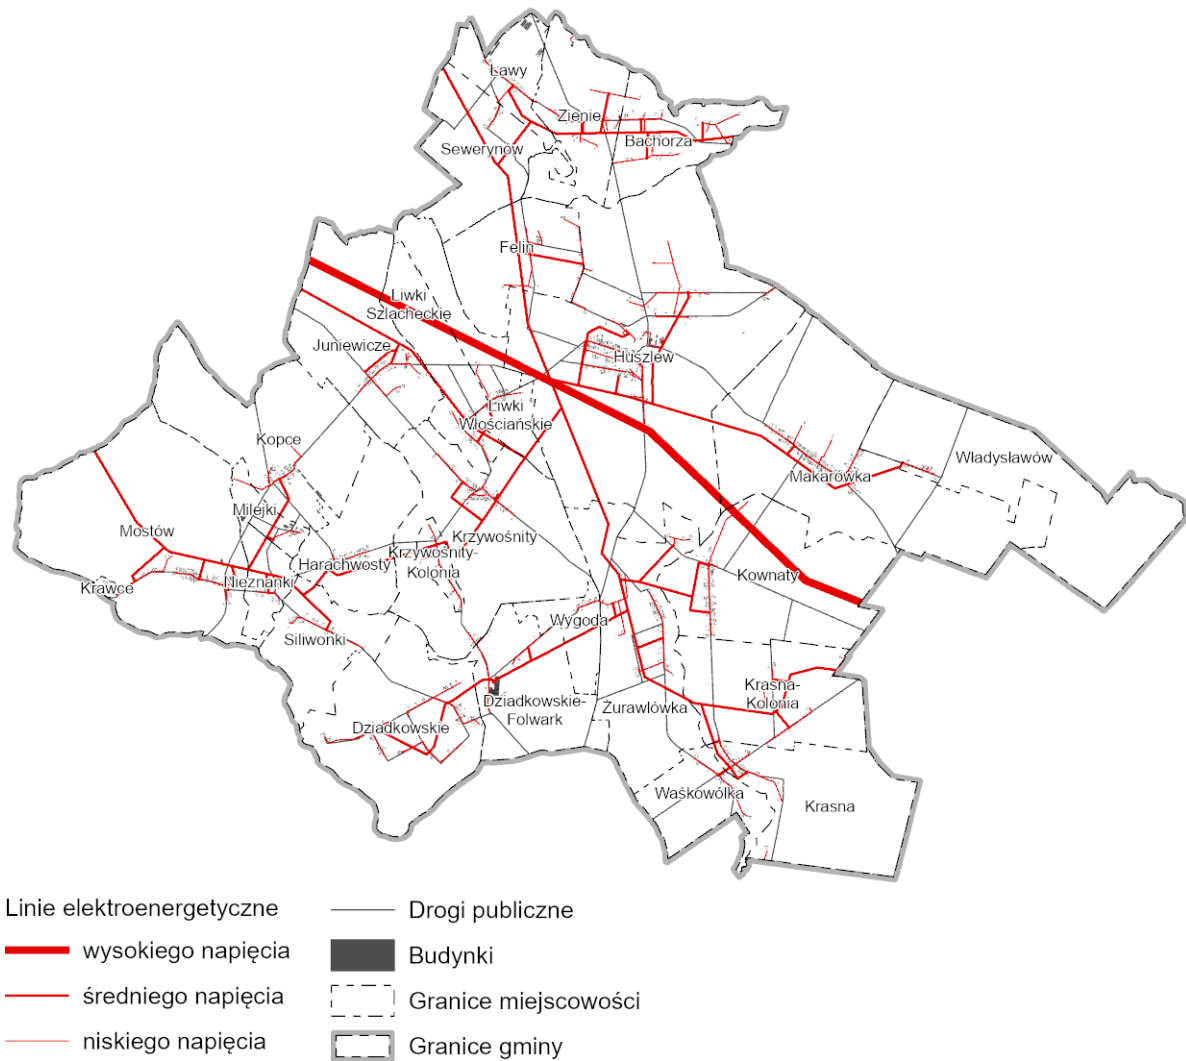 Ławy
Zienie
Bachorza
Sewerynów
Felin
Liwki
Szlacheckie
Juniewicze
Huszlew
Liwki
Włościańskie
Kopce
Władysławów
Makarówka
Milejki
Mostów
Krzywośnity
Harachwosty
Krzywośnity-
Kolonia
Kownaty
Krawce
Nieznanki
Siliwonki
Wygoda
Krasna-
Kolonia
Dziadkowskie-
Folwark
Żurawlówka
Dziadkowskie
Waśkowólka
Krasna
Linie elektroenergetyczne
wysokiego napięcia
średniego napięcia
niskiego napięcia
Drogi publiczne
Budynki
Granice miejscowości
Granice gminy